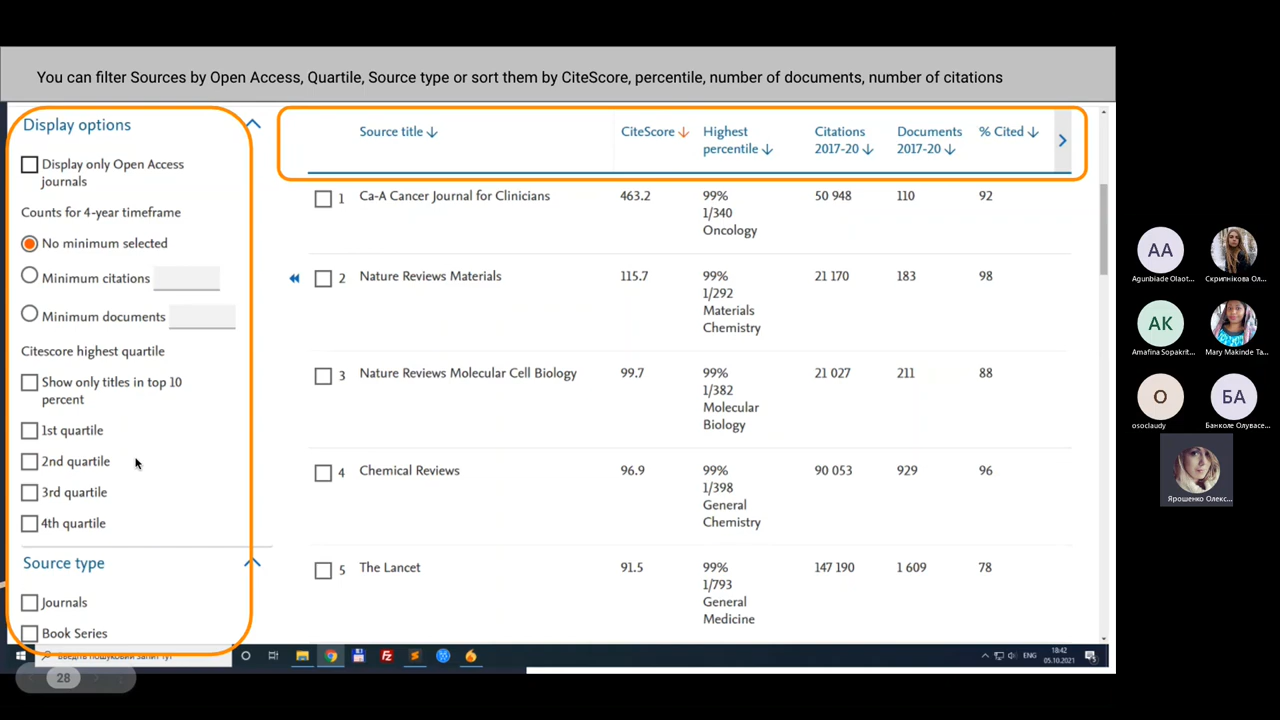 You can filter Sources by Open Access, Quartile, Source type or sort them by CiteScore, percentile, number of documents, number of citations
Display options
Display only Open Access
journals
Counts for 4-year timeframe
No minimum selected
Minimum citations
Minimum documents
Citescore highest quartile
Show only titles in top 10
percent
1st quartile
2nd quartile
3rd quartile
4th quartile
Source type
Journals
Book Series
Source title CiteScore Highest percentile Citations 2017-20 Documents 2017-20 % Cited
1 Ca-A Cancer Journal for Clinicians 463.2 99% 50 948 110 92
1/340
Oncology
2 Nature Reviews Materials 115.7 99% 21 170 183 98
1/292
Materials
Chemistry
3 Nature Reviews Molecular Cell Biology 99.7 99% 21 027 211 88
1/382
Molecular
Biology
4 Chemical Reviews 96.9 99% 90 053 929 96
1/398
General
Chemistry
5 The Lancet 91.5 99% 147 190 1 609 78
1/793
General
Medicine
ENG
18:42
05.10.2021
28
AA
Agunbiade Olaot...
Скрипнікова Ол...
АК
Amafina Sopakrit...
Mary Makinde Ta...
O
osoclaudy
БА
Банколе Олувасе...
Ярошенко Олекс...